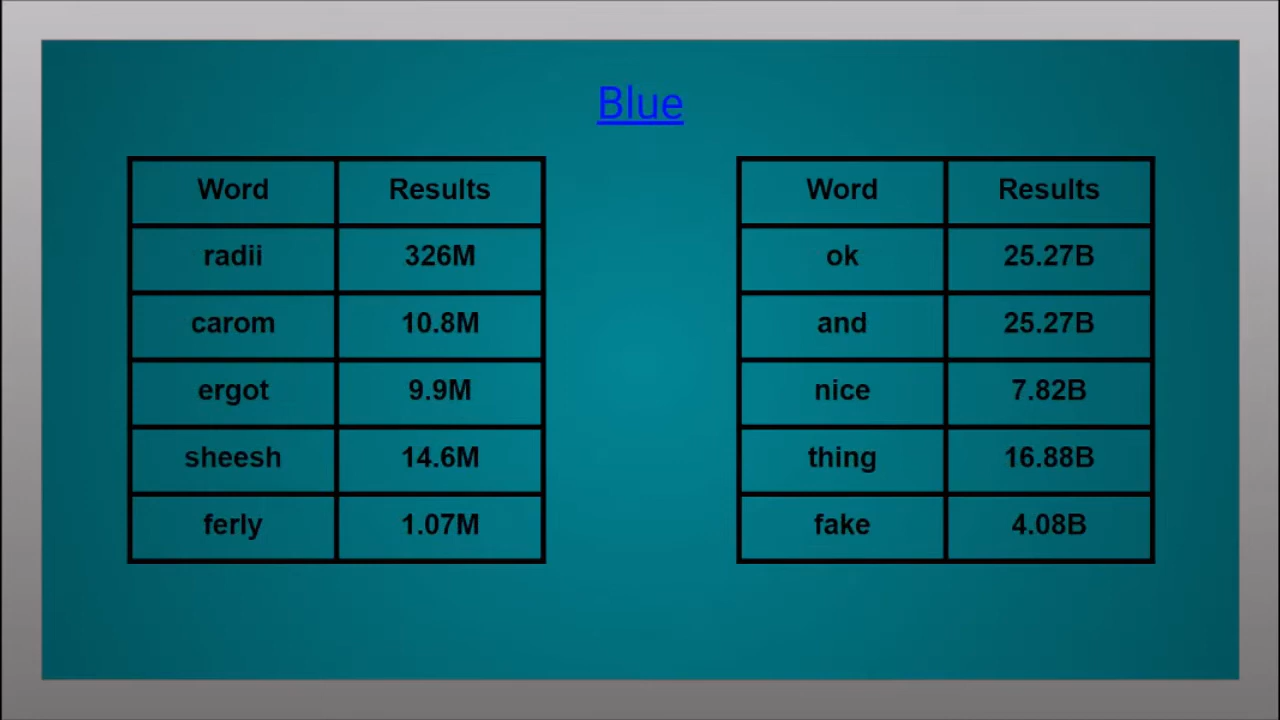 Blue
Word Results
radii 326M
carom 10.8M
ergot 9.9M
sheesh 14.6M
ferly 1.07M
Word Results
ok 25.27B
and 25.27B
nice 7.82B
thing 16.88B
fake 4.08B